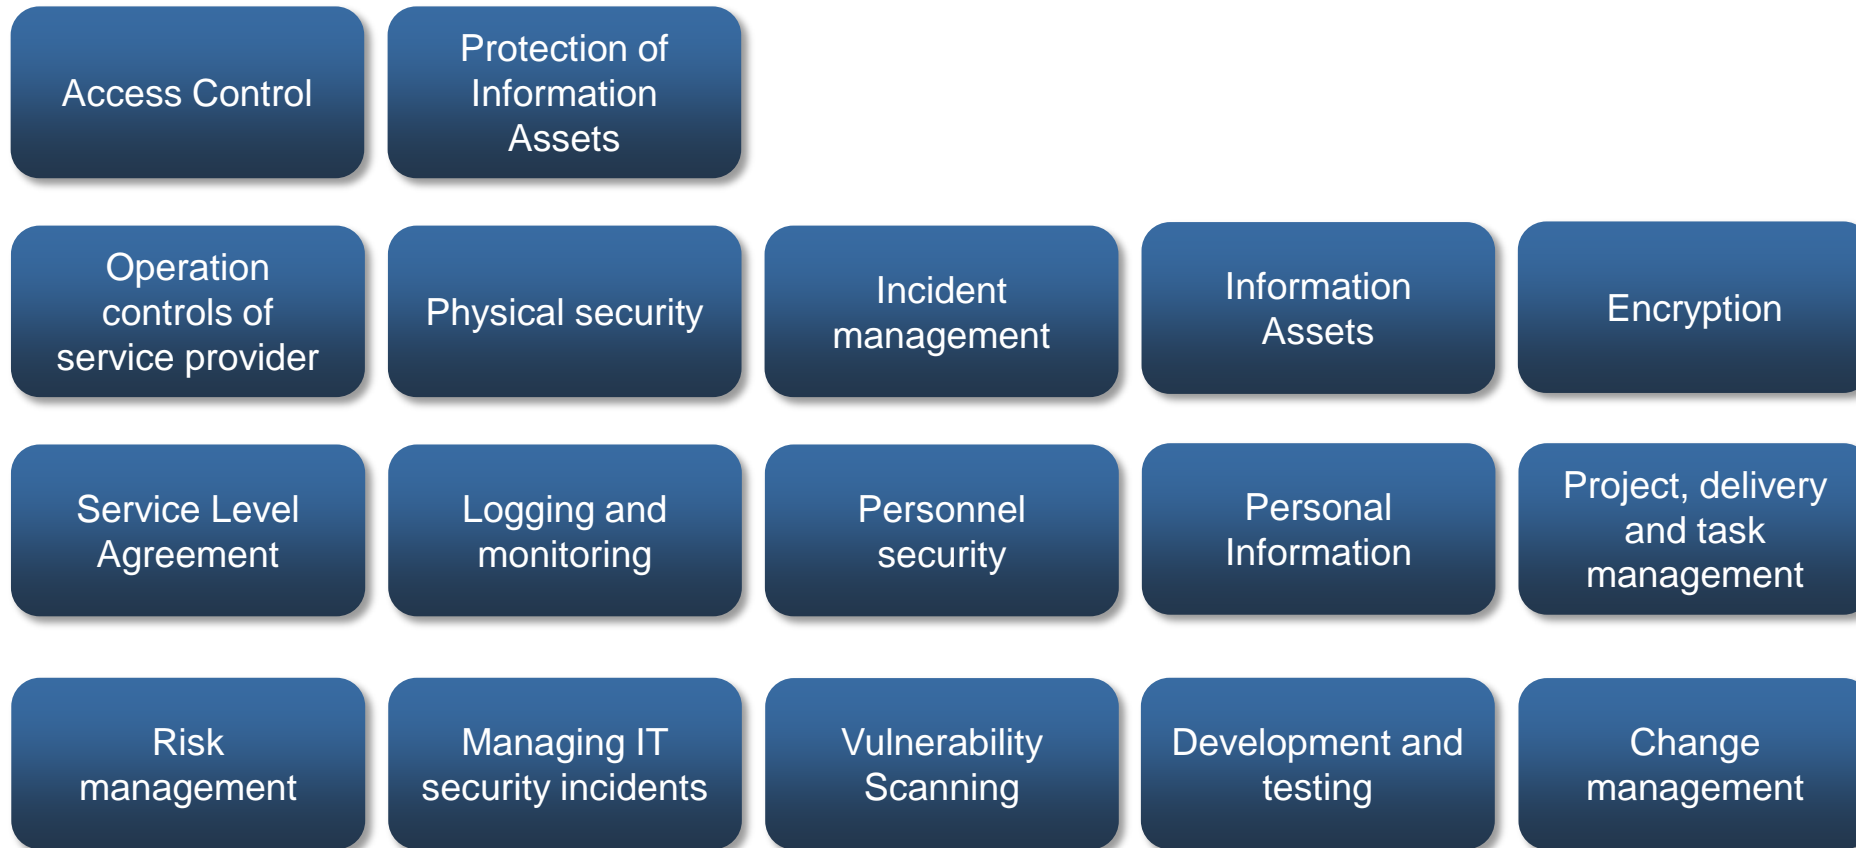 Access Control
Protection of
Information
Assets
Operation
controls of
service provider
Physical security
Incident
management
Information
Assets
Encryption
Service Level
Agreement
Logging and
monitoring
Personnel
security
Personal
Information
Project, delivery
and task
management
Risk
management
Managing IT
security incidents
Vulnerability
Scanning
Development and
testing
Change
management